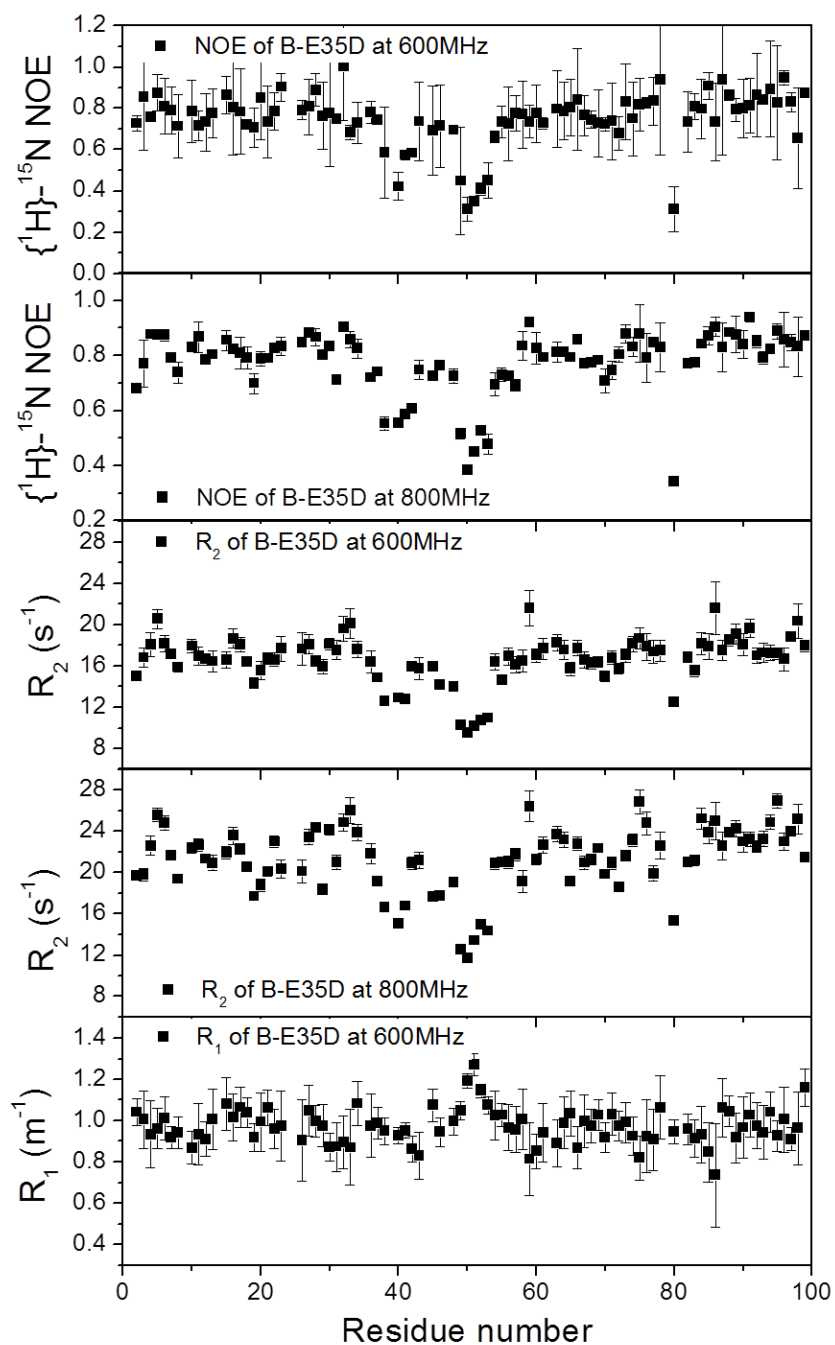 1.2
NOE of B-E35D at 600MHz
1.0
0.8
0.6
0.4
0.2
0.0
{¹H}-¹⁵N NOE
1.0
0.8
0.6
0.4
0.2
{¹H}-¹⁵N NOE
NOE of B-E35D at 800MHz
28
R₂ of B-E35D at 600MHz
24
20
16
12
8
R₂ (s⁻¹)
28
24
20
16
12
8
R₂ (s⁻¹)
R₂ of B-E35D at 800MHz
R₁ of B-E35D at 600MHz
1.4
1.2
1.0
0.8
0.6
0.4
R₁ (m⁻¹)
0 20 40 60 80 100
Residue number